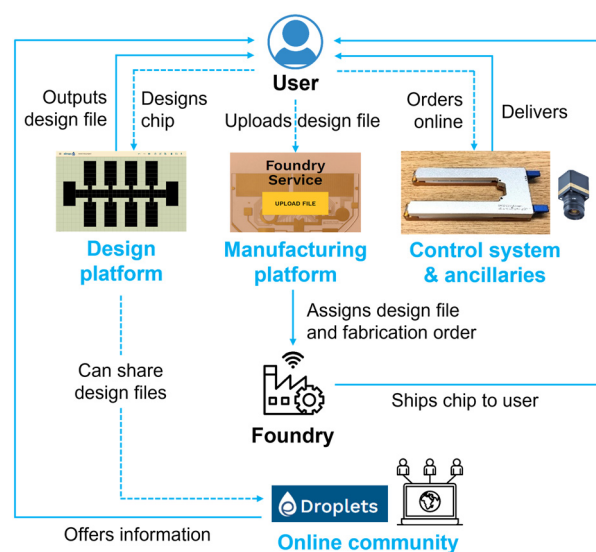 User
Outputs
design file
Designs
chip
Uploads design file
Orders
online
Delivers
Foundry
Service
UPLOAD FILE
Design
platform
Manufacturing
platform
Control system
& ancillaries
Assigns design file
and fabrication order
Can share
design files
Foundry
Ships chip to user
Droplets
Offers information
Online community